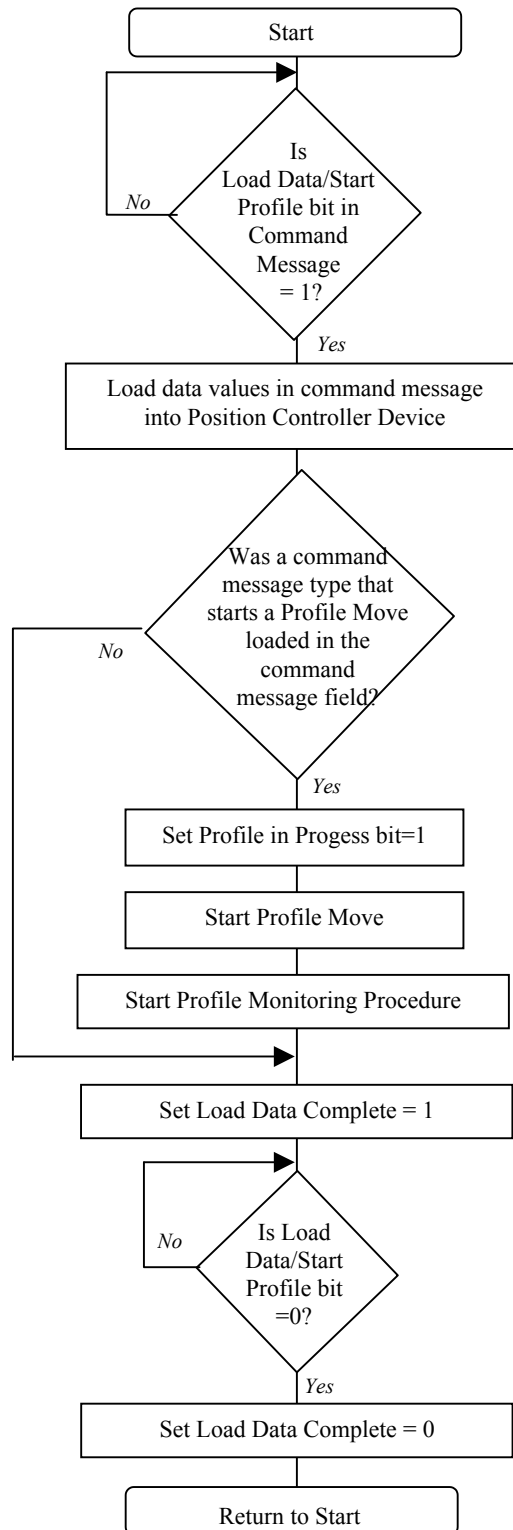 Start
Is
Load Data/Start
Profile bit in
Command
Message
= 1?
No
Yes
Load data values in command message
into Position Controller Device
Was a command
message type that
starts a Profile Move
loaded in the
command
message field?
No
Yes
Set Profile in Progess bit=1
Start Profile Move
Start Profile Monitoring Procedure
Set Load Data Complete = 1
Is Load
Data/Start
Profile bit
=0?
No
Yes
Set Load Data Complete = 0
Return to Start